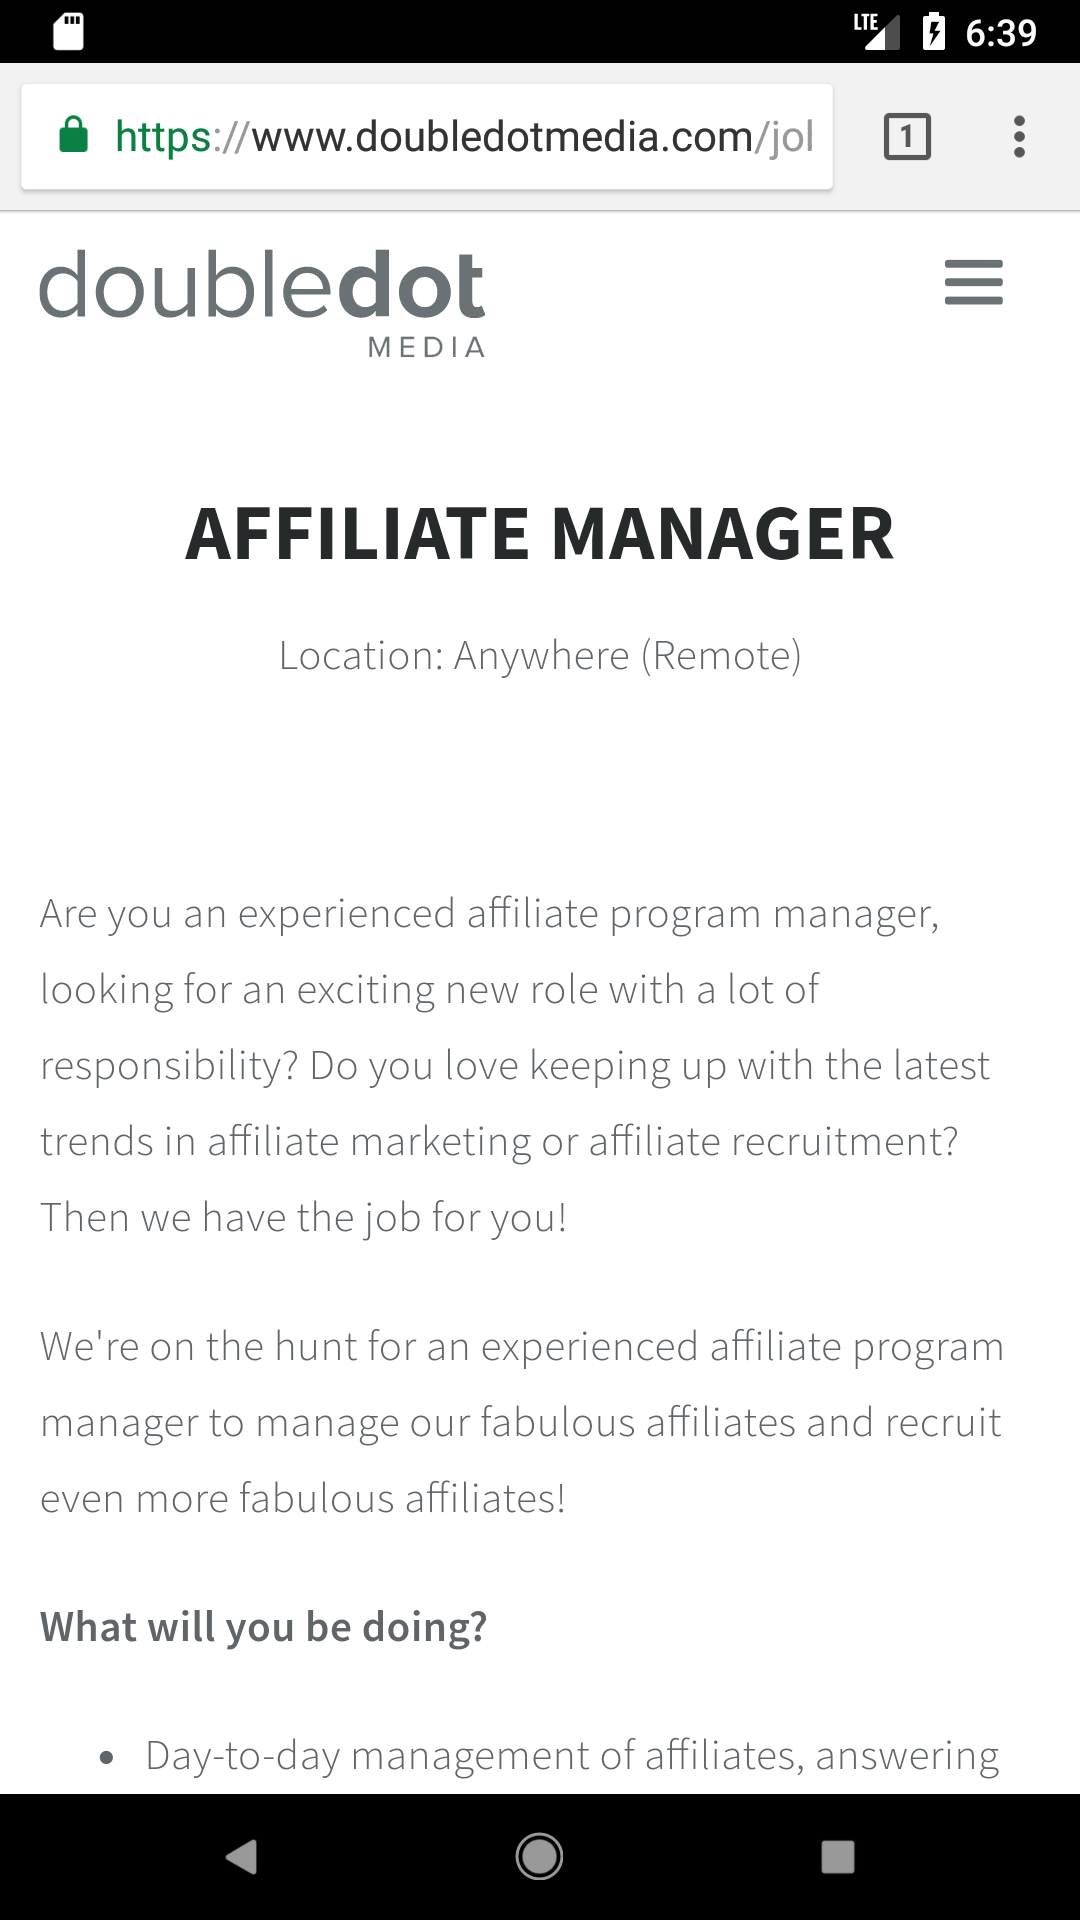 LTE 6:39
https://www.doubledotmedia.com/jol
1
doubledot
MEDIA
AFFILIATE MANAGER
Location: Anywhere (Remote)
Are you an experienced affiliate program manager,
looking for an exciting new role with a lot of
responsibility? Do you love keeping up with the latest
trends in affiliate marketing or affiliate recruitment?
Then we have the job for you!
We're on the hunt for an experienced affiliate program
manager to manage our fabulous affiliates and recruit
even more fabulous affiliates!
What will you be doing?
• Day-to-day management of affiliates, answering